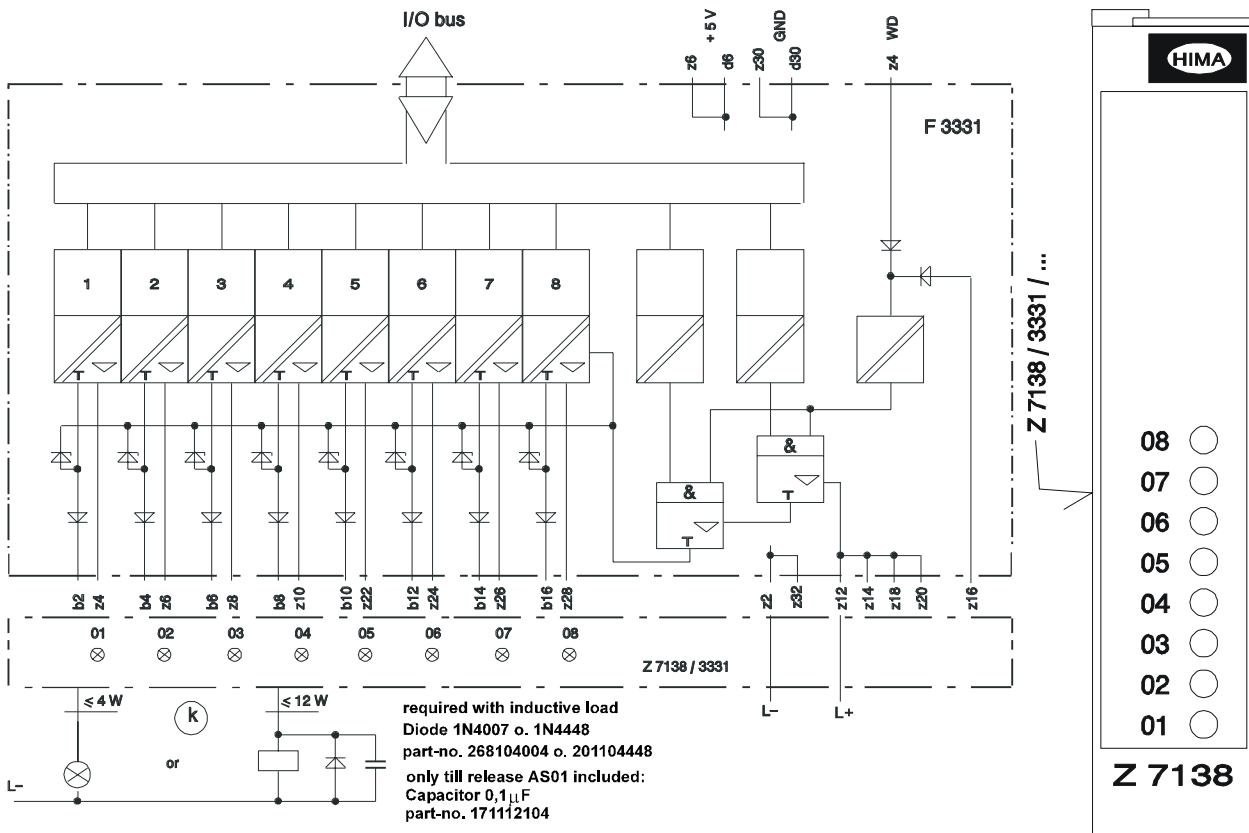 I/O bus
z6 + 5 V d6
z30 GND d30
z4 WD
HIMA
F 3331
1 2 3 4 5 6 7 8
T T T T T T T T
&
T
&
T
Z 7138 / 3331 / ...
08
07
06
05
04
03
02
01
Z 7138
b2 z4 b4 z6 b6 z8 b8 z10 b10 z22 b12 z24 b14 z26 b16 z28 z2 z32 z12 z14 z18 z20 z16
01 02 03 04 05 06 07 08
Z 7138 / 3331
≤ 4 W
k
≤ 12 W
L- L+
required with inductive load
Diode 1N4007 o. 1N4448
part-no. 268104004 o. 201104448
or
only till release AS01 included:
Capacitor 0,1µF
part-no. 171112104
L-